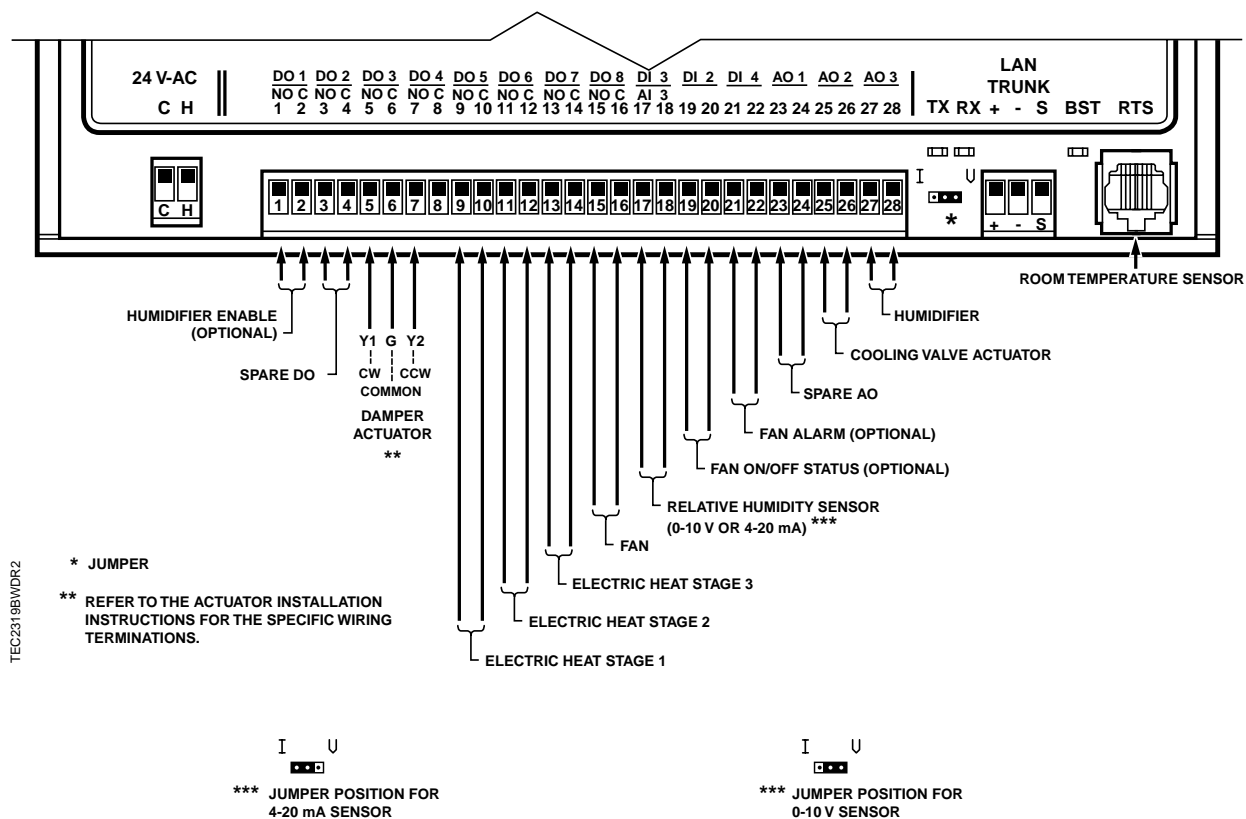 24 V-AC
C H
DO 1 DO 2 DO 3 DO 4 DO 5 DO 6 DO 7 DO 8 DI 3 DI 2 DI 4 AO 1 AO 2 AO 3
NO C NO C NO C NO C NO C NO C NO C NO C AI 3
1 2 3 4 5 6 7 8 9 10 11 12 13 14 15 16 17 18 19 20 21 22 23 24 25 26 27 28
LAN
TRUNK
TX RX + - S BST RTS
I U
C H
1 2 3 4 5 6 7 8 9 10 11 12 13 14 15 16 17 18 19 20 21 22 23 24 25 26 27 28
*
+ - S
ROOM TEMPERATURE SENSOR
HUMIDIFIER ENABLE
(OPTIONAL)
HUMIDIFIER
Y1 G Y2
COOLING VALVE ACTUATOR
SPARE DO
CW CCW
COMMON
SPARE AO
DAMPER
ACTUATOR
**
FAN ALARM (OPTIONAL)
FAN ON/OFF STATUS (OPTIONAL)
RELATIVE HUMIDITY SENSOR
(0-10 V OR 4-20 mA) ***
FAN
ELECTRIC HEAT STAGE 3
ELECTRIC HEAT STAGE 2
ELECTRIC HEAT STAGE 1
* JUMPER
** REFER TO THE ACTUATOR INSTALLATION
INSTRUCTIONS FOR THE SPECIFIC WIRING
TERMINATIONS.
TEC2319BWDR2
I U
*** JUMPER POSITION FOR
4-20 mA SENSOR
I U
*** JUMPER POSITION FOR
0-10 V SENSOR